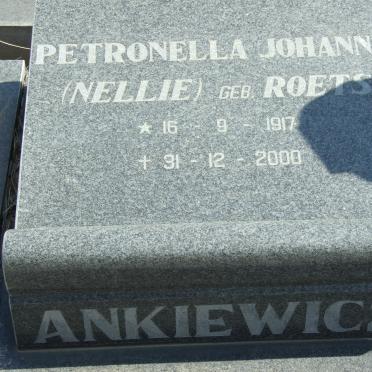 PETRONELLA JOHANN
(NELLIE) GEB. ROETS
★ 16 - 9 - 1917
✝ 31-12-2000
ANKIEWIC